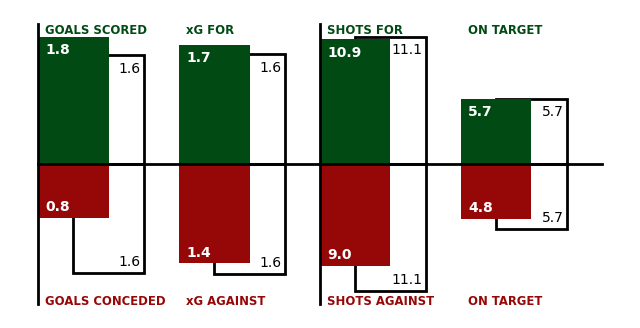 GOALS SCORED xG FOR SHOTS FOR ON TARGET
1.8 1.6 1.7 1.6 10.9 11.1 5.7 5.7
0.8 1.6 1.4 1.6 9.0 11.1 4.8 5.7
GOALS CONCEDED xG AGAINST SHOTS AGAINST ON TARGET